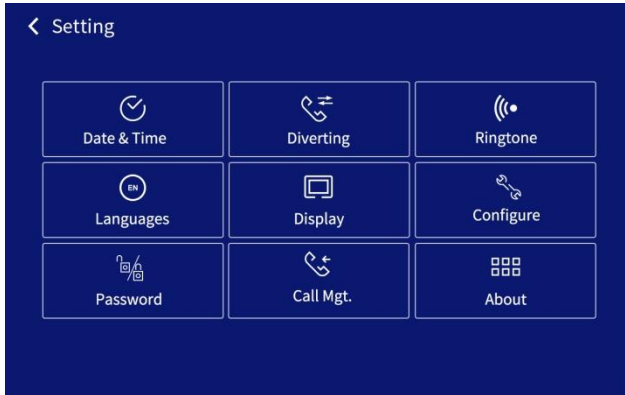 Setting
Date & Time
Diverting
Ringtone
EN
Languages
Display
Configure
Password
Call Mgt.
About